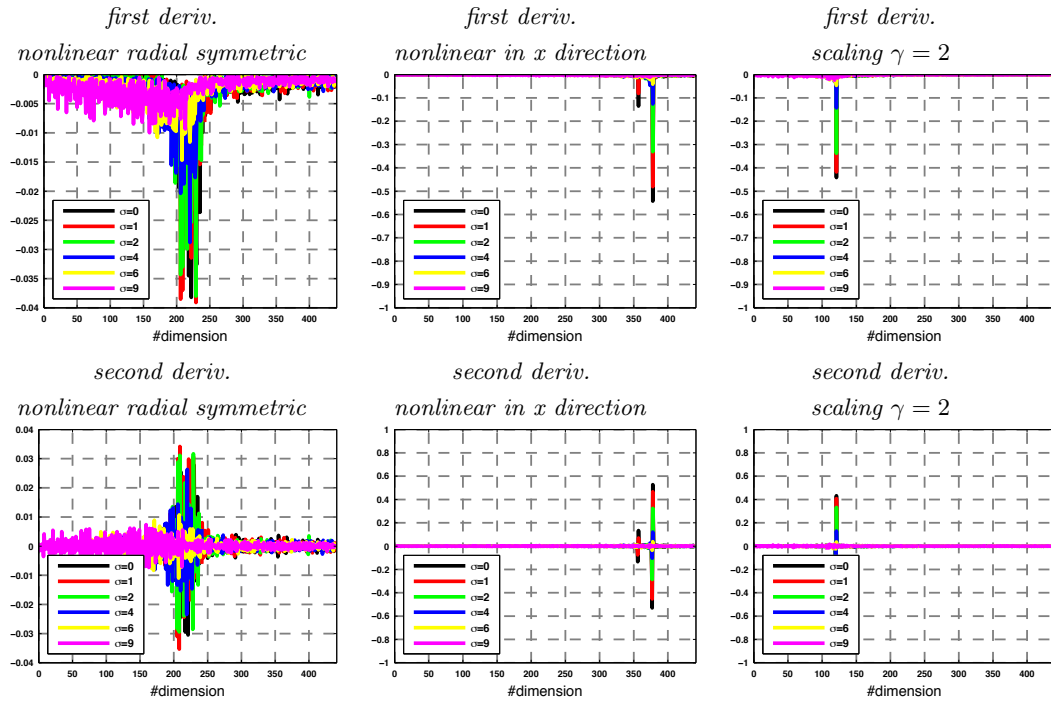 first deriv. first deriv. first deriv.
nonlinear radial symmetric nonlinear in x direction scaling γ = 2
0 −0.005 −0.01 −0.015 −0.02 −0.025 −0.03 −0.035 −0.04
σ=0
σ=1
σ=2
σ=4
σ=6
σ=9
0 50 100 150 200 250 300 350 400
#dimension
0 −0.1 −0.2 −0.3 −0.4 −0.5 −0.6 −0.7 −0.8 −0.9 −1
σ=0
σ=1
σ=2
σ=4
σ=6
σ=9
0 50 100 150 200 250 300 350 400
#dimension
0 −0.1 −0.2 −0.3 −0.4 −0.5 −0.6 −0.7 −0.8 −0.9 −1
σ=0
σ=1
σ=2
σ=4
σ=6
σ=9
0 50 100 150 200 250 300 350 400
#dimension
second deriv. second deriv. second deriv.
nonlinear radial symmetric nonlinear in x direction scaling γ = 2
0.04 0.03 0.02 0.01 0 −0.01 −0.02 −0.03 −0.04
σ=0
σ=1
σ=2
σ=4
σ=6
σ=9
0 50 100 150 200 250 300 350 400
#dimension
1 0.8 0.6 0.4 0.2 0 −0.2 −0.4 −0.6 −0.8 −1
σ=0
σ=1
σ=2
σ=4
σ=6
σ=9
0 50 100 150 200 250 300 350 400
#dimension
1 0.8 0.6 0.4 0.2 0 −0.2 −0.4 −0.6 −0.8 −1
σ=0
σ=1
σ=2
σ=4
σ=6
σ=9
0 50 100 150 200 250 300 350 400
#dimension